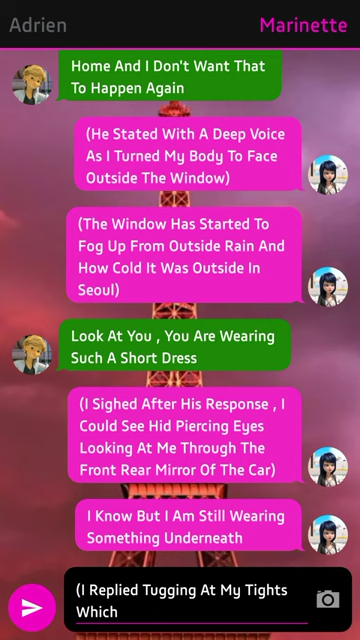 Adrien
Marinette
Home And I Don't Want That
To Happen Again
(He Stated With A Deep Voice
As I Turned My Body To Face
Outside The Window)
(The Window Has Started To
Fog Up From Outside Rain And
How Cold It Was Outside In
Seoul)
Look At You , You Are Wearing
Such A Short Dress
(I Sighed After His Response , I
Could See Hid Piercing Eyes
Looking At Me Through The
Front Rear Mirror Of The Car)
I Know But I Am Still Wearing
Something Underneath
(I Replied Tugging At My Tights
Which